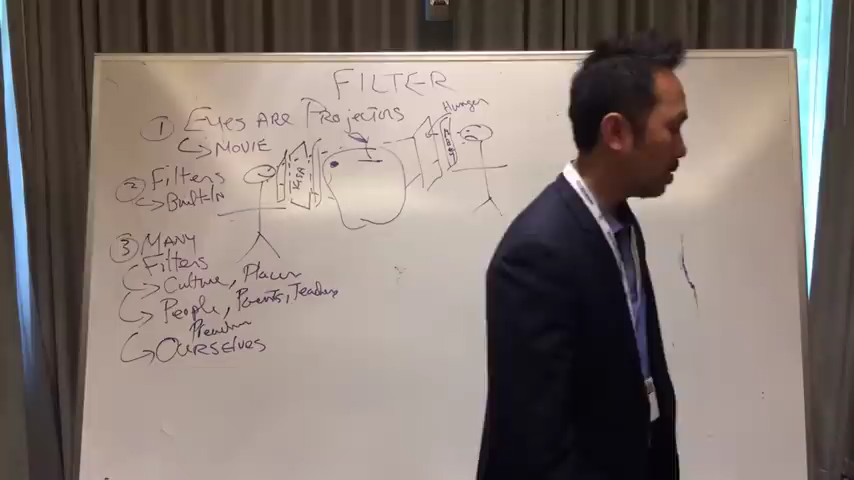 FILTER
① Eyes ARE Projectors
↳ MOVIE
Hunger
② Filters
↳ Built-In
③ MANY
Filters
↳ Culture, Places
↳ People, Parents, Teachers
Preachers
↳ OURSELVES